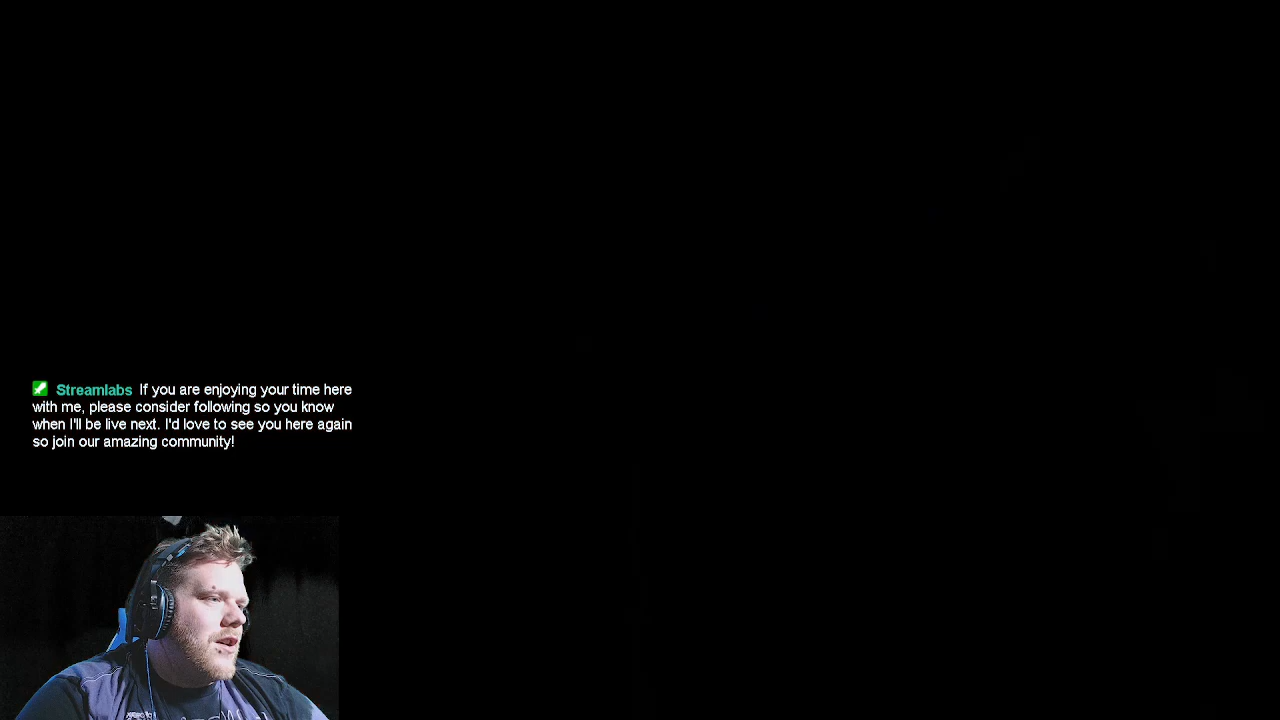 Streamlabs If you are enjoying your time here
with me, please consider following so you know
when I'll be live next. I'd love to see you here again
so join our amazing community!